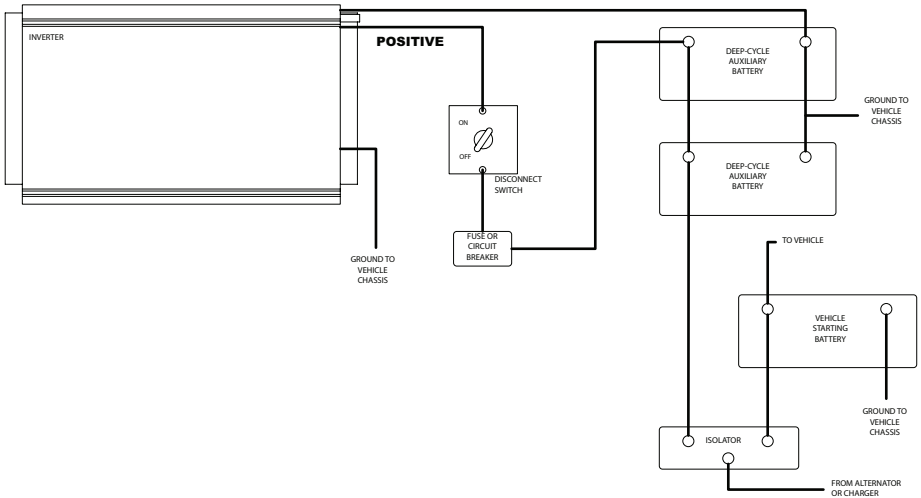 INVERTER
POSITIVE
ON
OFF
DISCONNECT
SWITCH
FUSE OR
CIRCUIT
BREAKER
GROUND TO
VEHICLE
CHASSIS
DEEP-CYCLE
AUXILIARY
BATTERY
GROUND TO
VEHICLE
CHASSIS
DEEP-CYCLE
AUXILIARY
BATTERY
TO VEHICLE
VEHICLE
STARTING
BATTERY
GROUND TO
VEHICLE
CHASSIS
ISOLATOR
FROM ALTERNATOR
OR CHARGER